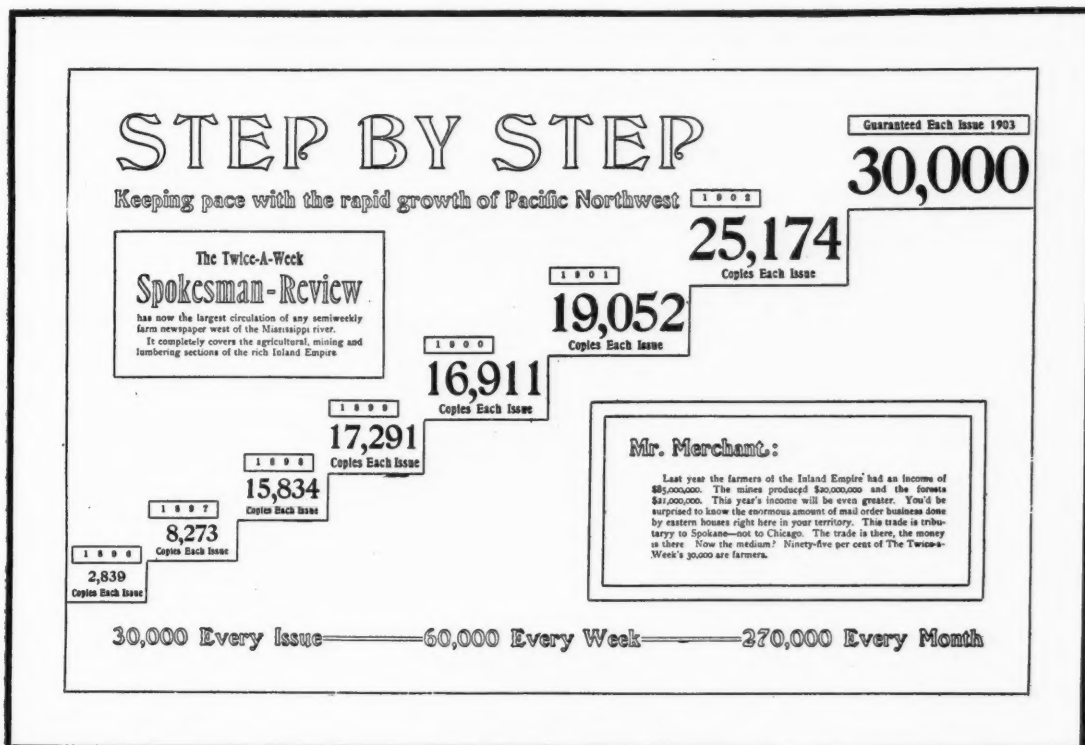 STEP BY STEP
Keeping pace with the rapid growth of Pacific Northwest
The Twice-A-Week
Spokesman-Review
has now the largest circulation of any semiweekly
farm newspaper west of the Mississippi river.
It completely covers the agricultural, mining and
lumbering sections of the rich Inland Empire
Guaranteed Each Issue 1903
30,000
1902
25,174
Copies Each Issue
1901
19,052
Copies Each Issue
1900
16,911
Copies Each Issue
1899
17,291
Copies Each Issue
1898
15,834
Copies Each Issue
1897
8,273
Copies Each Issue
1896
2,839
Copies Each Issue
Mr. Merchant:
Last year the farmers of the Inland Empire had an income of
$85,000,000. The mines produced $20,000,000 and the forests
$21,000,000. This year's income will be even greater. You'd be
surprised to know the enormous amount of mail order business done
by eastern houses right here in your territory. This trade is tribu-
taryy to Spokane—not to Chicago. The trade is there, the money
is there Now the medium? Ninety-five per cent of The Twice-a-
Week's 30,000 are farmers.
30,000 Every Issue 60,000 Every Week 270,000 Every Month